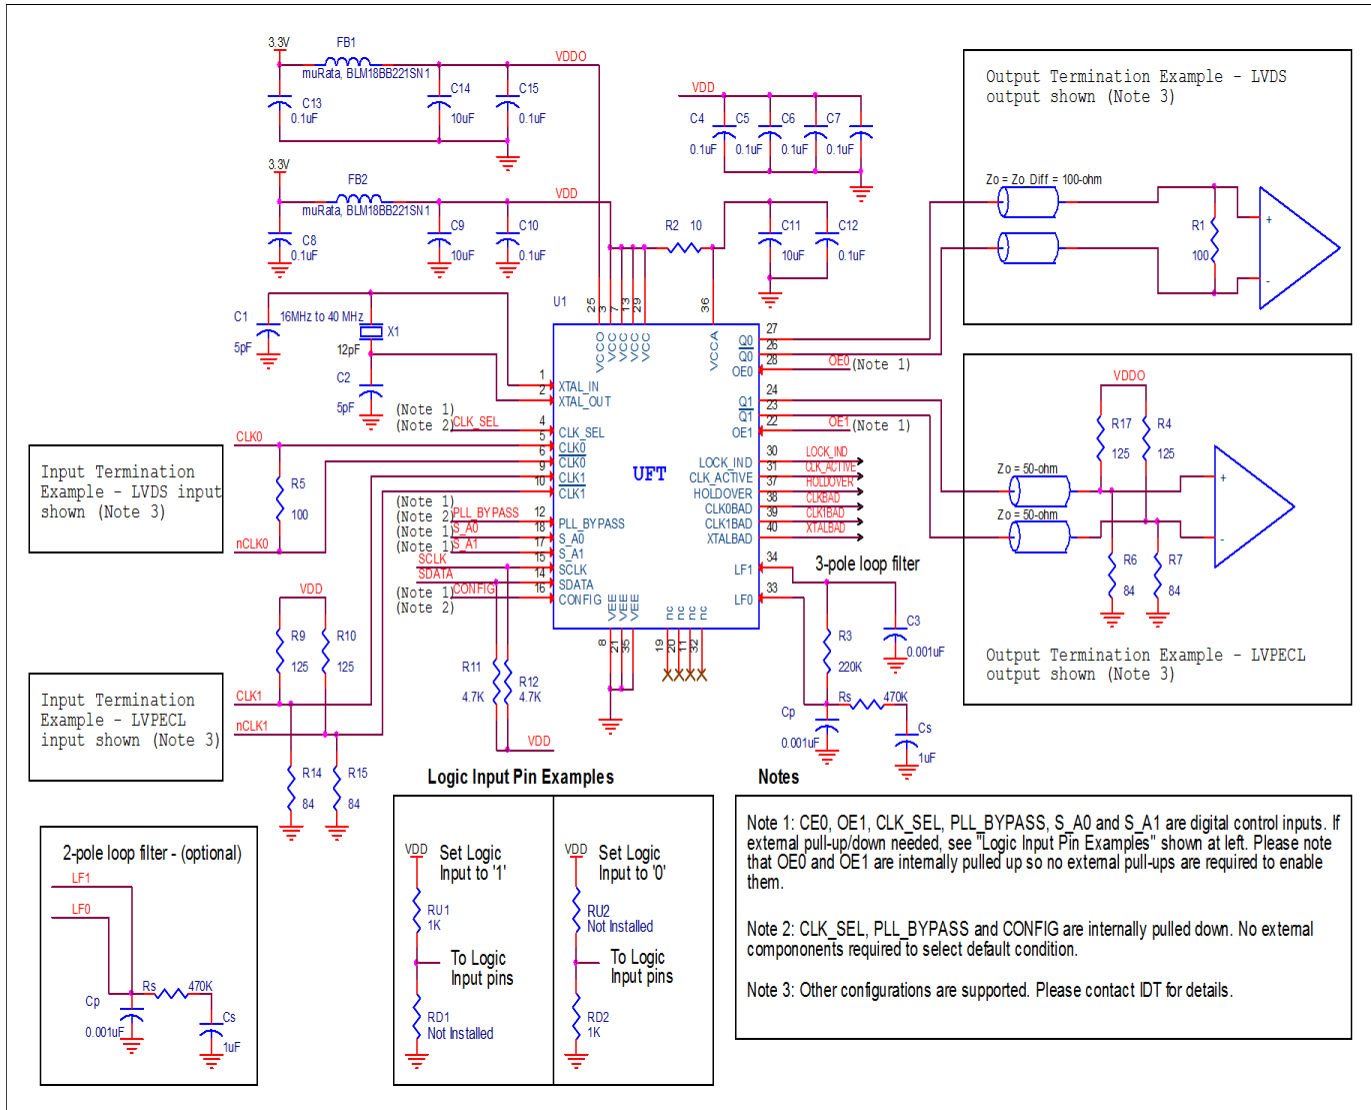 3.3V
FB1
muRata, BLM18BB221SN1
VDDO
C13
0.1uF
C14
10uF
C15
0.1uF
3.3V
FB2
muRata, BLM18BB221SN1
VDD
C8
0.1uF
C9
10uF
C10
0.1uF
VDD
C4
0.1uF
C5
0.1uF
C6
0.1uF
C7
0.1uF
R2 10
C11
10uF
C12
0.1uF
C1
5pF
16MHz to 40 MHz
X1
12pF
C2
5pF
U1
25
3
7
13
29
36
VCCO
VCC
VCC
VCC
VCC
VCCA
UFT
1
XTAL_IN
2
XTAL_OUT
(Note 1)
(Note 2)
CLK_SEL
4
CLK_SEL
5
CLK0
6
CLK0
9
CLK1
10
CLK1
(Note 1)
(Note 2)
PLL_BYPASS
12
PLL_BYPASS
(Note 1)
S_A0
18
S_A0
(Note 1)
S_A1
17
S_A1
SCLK
15
SCLK
SDATA
14
SDATA
(Note 1)
(Note 2)
CONFIG
16
CONFIG
27
Q0
26
Q0
28
OE0
OE0
(Note 1)
24
Q1
23
Q1
22
OE1
OE1
(Note 1)
30
LOCK_IND
LOCK_IND
31
CLK_ACTIVE
CLK_ACTIVE
37
HOLDOVER
HOLDOVER
38
CLK0BAD
CLKBAD
39
CLK1BAD
CLK1BAD
40
XTALBAD
XTALBAD
34
LF1
33
LF0
VEE
VEE
VEE
8
21
35
nc
nc
nc
nc
19
20
11
32
CLK0
R5
100
nCLK0
Input Termination
Example - LVDS input
shown (Note 3)
VDD
R9
125
R10
125
CLK1
nCLK1
R14
84
R15
84
Input Termination
Example - LVPECL
input shown (Note 3)
R11
4.7K
R12
4.7K
VDD
3-pole loop filter
R3
220K
C3
0.001uF
Rs 470K
Cp
0.001uF
Cs
1uF
Output Termination Example - LVDS
output shown (Note 3)
Zo = Zo_Diff = 100-ohm
R1
100
+
-
VDDO
R17
125
R4
125
Zo = 50-ohm
Zo = 50-ohm
R6
84
R7
84
+
-
Output Termination Example - LVPECL
output shown (Note 3)
2-pole loop filter - (optional)
LF1
LF0
Rs 470K
Cp
0.001uF
Cs
1uF
Logic Input Pin Examples
VDD
Set Logic
Input to '1'
RU1
1K
To Logic
Input pins
RD1
Not Installed
VDD
Set Logic
Input to '0'
RU2
Not Installed
To Logic
Input pins
RD2
1K
Notes
Note 1: CE0, OE1, CLK_SEL, PLL_BYPASS, S_A0 and S_A1 are digital control inputs. If
external pull-up/down needed, see "Logic Input Pin Examples" shown at left. Please note
that OE0 and OE1 are internally pulled up so no external pull-ups are required to enable
them.
Note 2: CLK_SEL, PLL_BYPASS and CONFIG are internally pulled down. No external
compononents required to select default condition.
Note 3: Other configurations are supported. Please contact IDT for details.